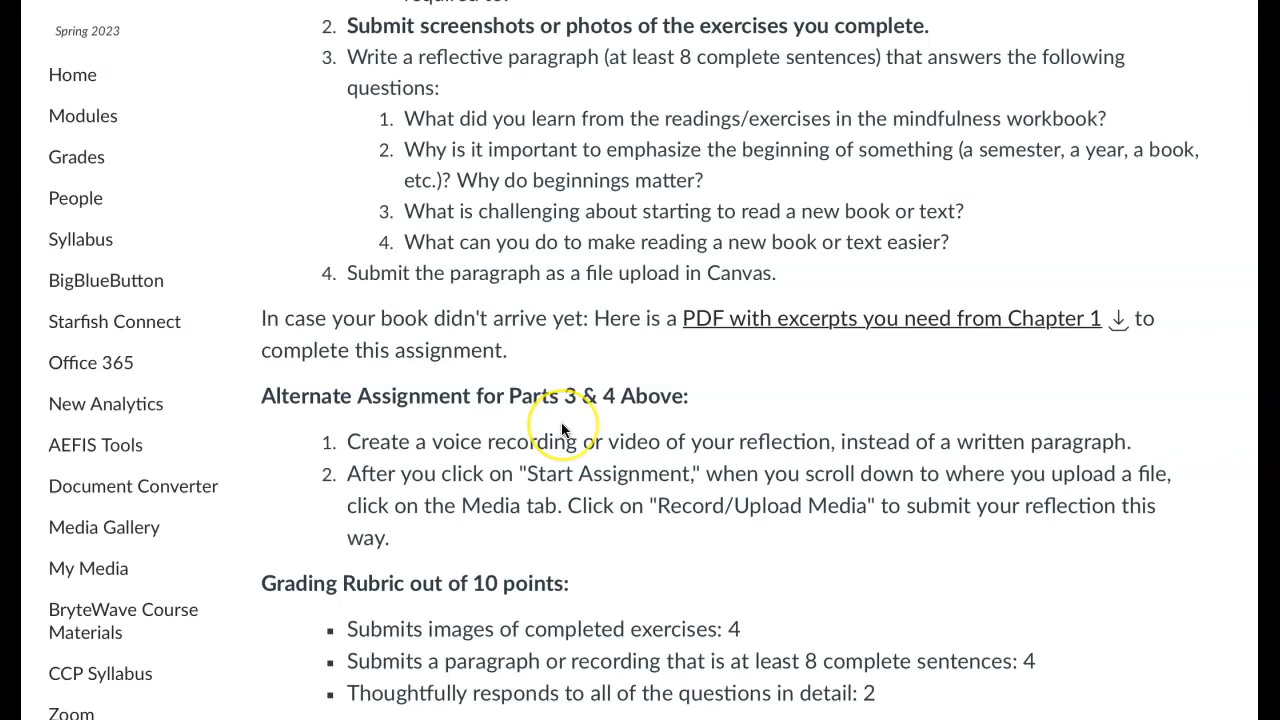 Spring 2023
Home
Modules
Grades
People
Syllabus
BigBlueButton
Starfish Connect
Office 365
New Analytics
AEFIS Tools
Document Converter
Media Gallery
My Media
BryteWave Course
Materials
CCP Syllabus
Zoom
required to.
2. Submit screenshots or photos of the exercises you complete.
3. Write a reflective paragraph (at least 8 complete sentences) that answers the following
questions:
1. What did you learn from the readings/exercises in the mindfulness workbook?
2. Why is it important to emphasize the beginning of something (a semester, a year, a book,
etc.)? Why do beginnings matter?
3. What is challenging about starting to read a new book or text?
4. What can you do to make reading a new book or text easier?
4. Submit the paragraph as a file upload in Canvas.
In case your book didn't arrive yet: Here is a PDF with excerpts you need from Chapter 1 to
complete this assignment.
Alternate Assignment for Parts 3 & 4 Above:
1. Create a voice recording or video of your reflection, instead of a written paragraph.
2. After you click on "Start Assignment," when you scroll down to where you upload a file,
click on the Media tab. Click on "Record/Upload Media" to submit your reflection this
way.
Grading Rubric out of 10 points:
▪ Submits images of completed exercises: 4
▪ Submits a paragraph or recording that is at least 8 complete sentences: 4
▪ Thoughtfully responds to all of the questions in detail: 2